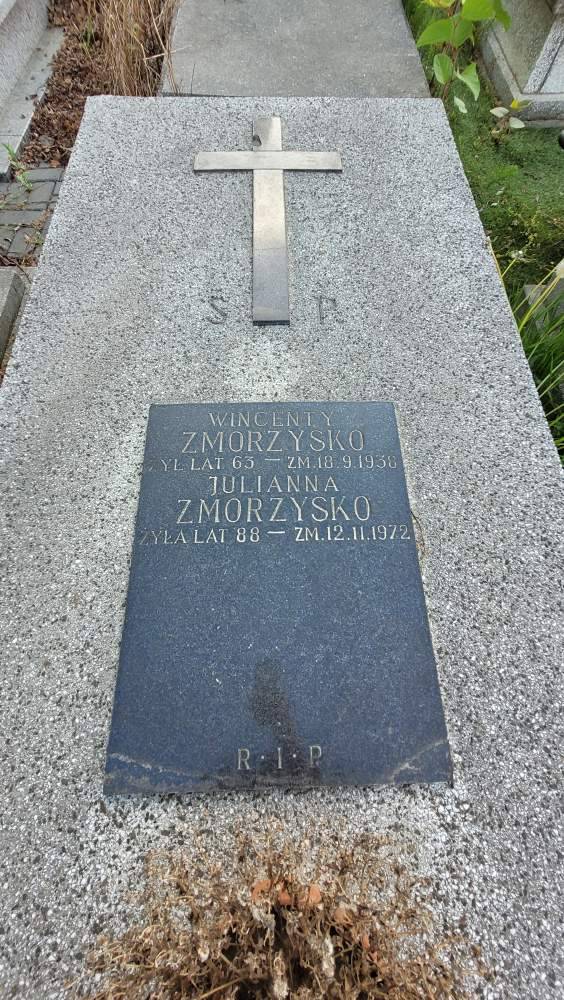 Ś P
WINCENTY
ZMORZYSKO
ŻYŁ LAT 63 — ZM.18.9.1938
JULIANNA
ZMORZYSKO
ŻYŁA LAT 88 — ZM.12.11.1972
R·I·P